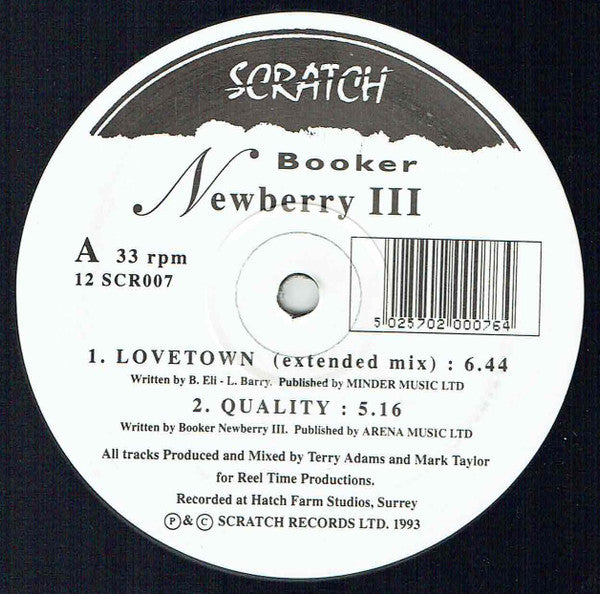 SCRATCH
Booker
Newberry III
A 33 rpm
12 SCR007
5 025702 000764
1. LOVETOWN (extended mix) : 6.44
Written by B. Eli - L. Barry. Published by MINDER MUSIC LTD
2. QUALITY : 5.16
Written by Booker Newberry III. Published by ARENA MUSIC LTD
All tracks Produced and Mixed by Terry Adams and Mark Taylor
for Reel Time Productions.
Recorded at Hatch Farm Studios, Surrey
℗ & © SCRATCH RECORDS LTD. 1993